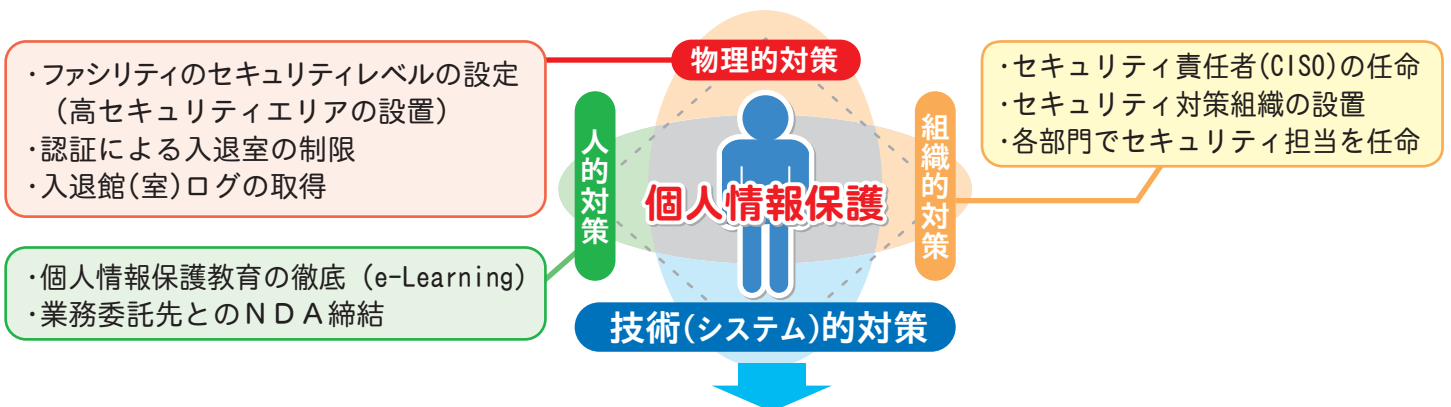 物理的対策
・ファシリティのセキュリティレベルの設定
（高セキュリティエリアの設置）
・認証による入退室の制限
・入退館(室)ログの取得
人的対策
・個人情報保護教育の徹底（e-Learning）
・業務委託先とのＮＤＡ締結
個人情報保護
組織的対策
・セキュリティ責任者(CISO)の任命
・セキュリティ対策組織の設置
・各部門でセキュリティ担当を任命
技術(システム)的対策